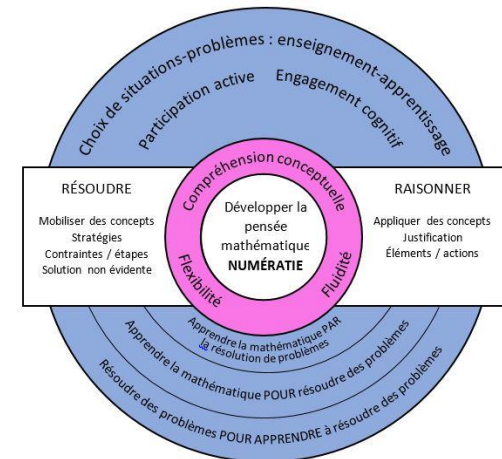 Choix de situations-problèmes : enseignement-apprentissage
Participation active
Engagement cognitif
Compréhension conceptuelle
Flexibilité
Fluidité
Développer la
pensée
mathématique
NUMÉRATIE
RÉSOUDRE
Mobiliser des concepts
Stratégies
Contraintes / étapes
Solution non évidente
RAISONNER
Appliquer des concepts
Justification
Éléments / actions
Apprendre la mathématique PAR
la résolution de problèmes
Apprendre la mathématique POUR résoudre des problèmes
Résoudre des problèmes POUR APPRENDRE à résoudre des problèmes